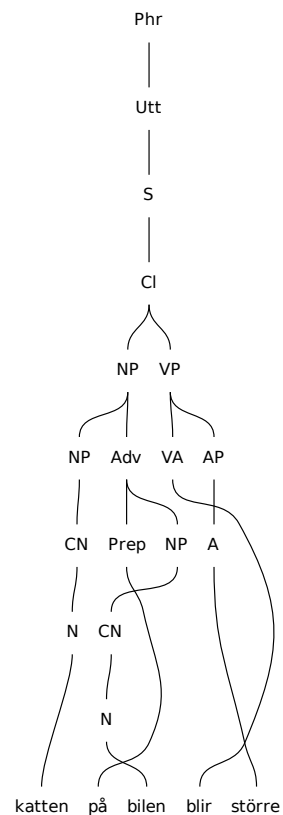 Phr
Utt
S
Cl
NP VP
NP Adv VA AP
CN Prep NP A
N CN
N
katten på bilen blir större